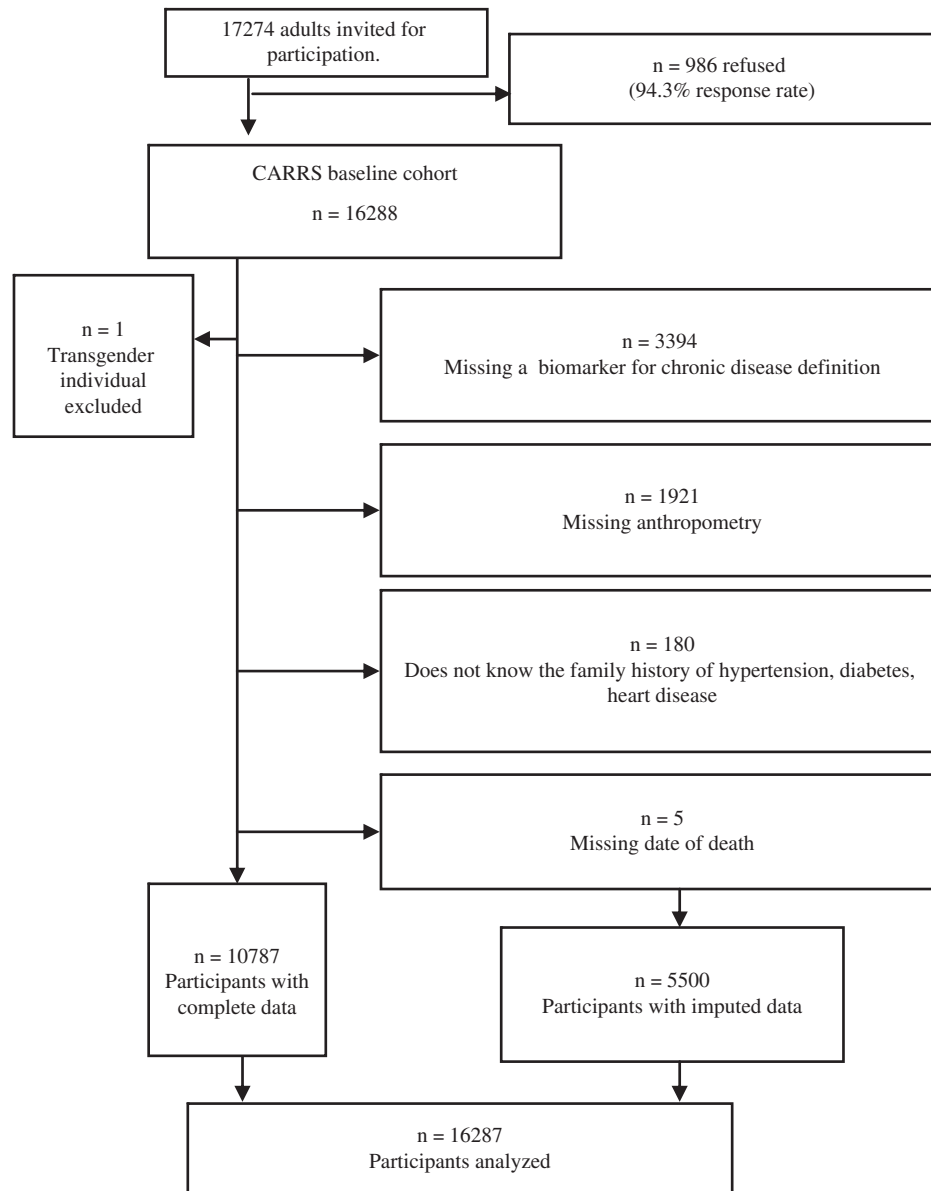 17274 adults invited for
participation.
n = 986 refused
(94.3% response rate)
CARRS baseline cohort
n = 16288
n = 1
Transgender
individual
excluded
n = 3394
Missing a biomarker for chronic disease definition
n = 1921
Missing anthropometry
n = 180
Does not know the family history of hypertension, diabetes,
heart disease
n = 5
Missing date of death
n = 10787
Participants with
complete data
n = 5500
Participants with imputed data
n = 16287
Participants analyzed